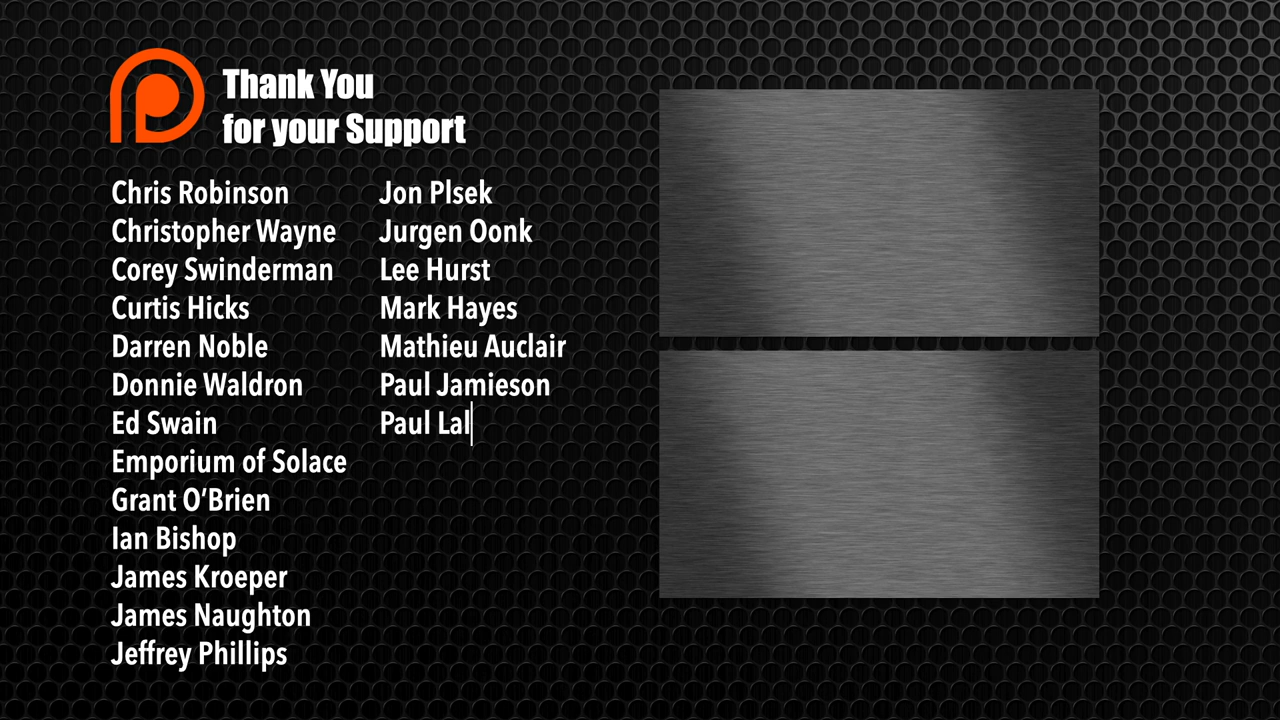 Thank You
for your Support
Chris Robinson
Christopher Wayne
Corey Swinderman
Curtis Hicks
Darren Noble
Donnie Waldron
Ed Swain
Emporium of Solace
Grant O’Brien
Ian Bishop
James Kroeper
James Naughton
Jeffrey Phillips
Jon Plsek
Jurgen Oonk
Lee Hurst
Mark Hayes
Mathieu Auclair
Paul Jamieson
Paul Lal